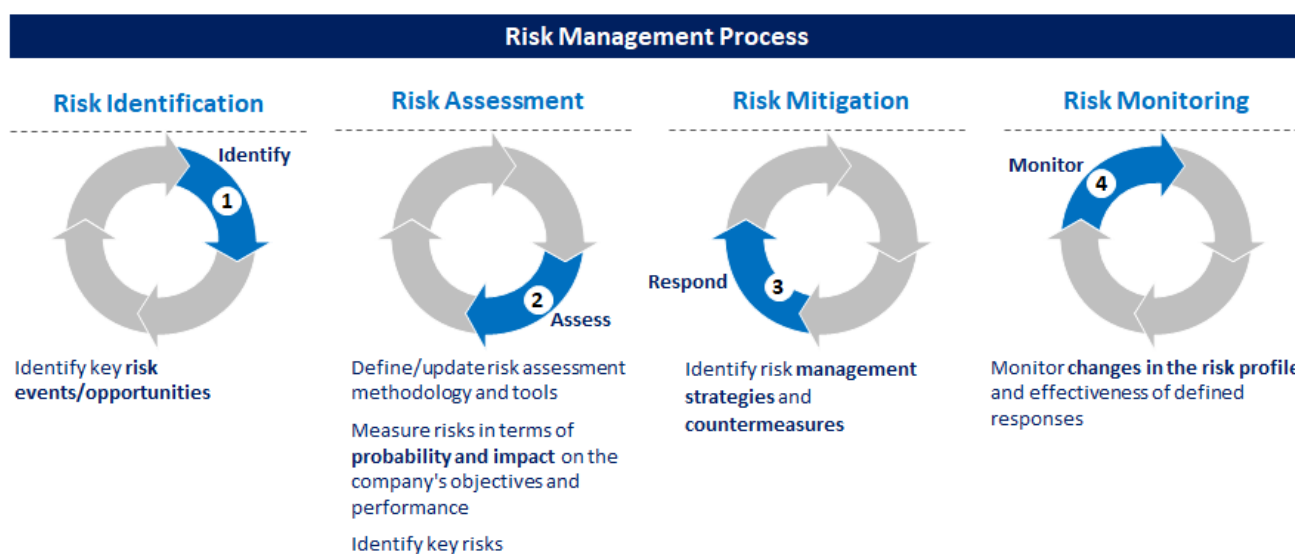 Risk Management Process
Risk Identification
Identify
1
Identify key risk
events/opportunities
Risk Assessment
2
Assess
Define/update risk assessment
methodology and tools
Measure risks in terms of
probability and impact on the
company's objectives and
performance
Identify key risks
Risk Mitigation
Respond
3
Identify risk management
strategies and
countermeasures
Risk Monitoring
Monitor
4
Monitor changes in the risk profile
and effectiveness of defined
responses